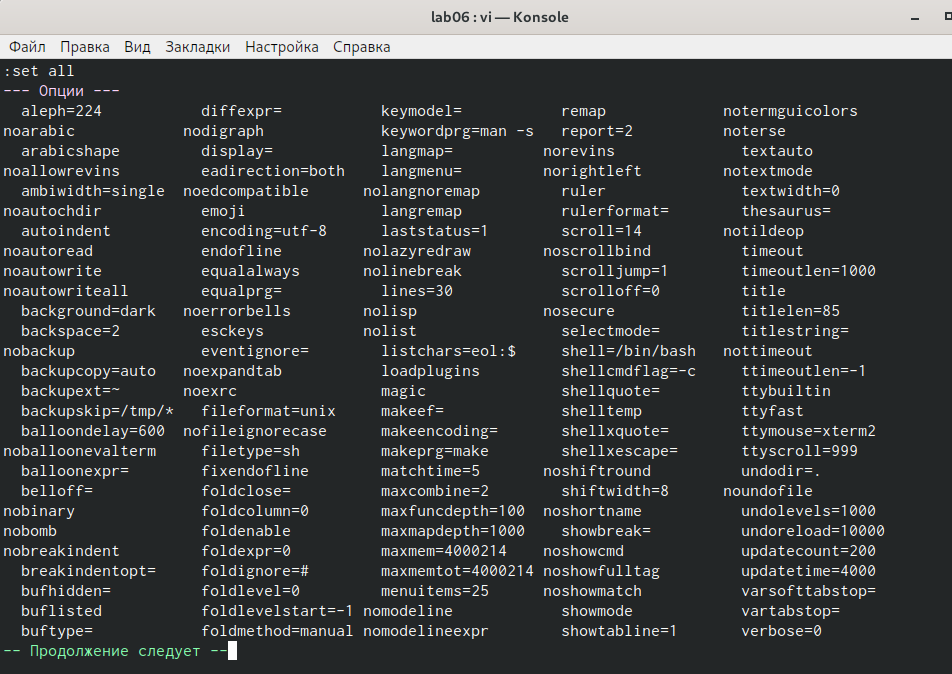 lab06 : vi — Konsole
Файл Правка Вид Закладки Настройка Справка
:set all
--- Опции ---
  aleph=224           diffexpr=           keymodel=           remap             notermguicolors
noarabic            nodigraph             keywordprg=man -s   report=2          noterse
  arabicshape         display=            langmap=          norevins              textauto
noallowrevins         eadirection=both    langmenu=         norightleft         notextmode
  ambiwidth=single  noedcompatible      nolangnoremap         ruler               textwidth=0
noautochdir           emoji               langremap           rulerformat=        thesaurus=
  autoindent          encoding=utf-8      laststatus=1        scroll=14         notildeop
noautoread            endofline         nolazyredraw        noscrollbind          timeout
noautowrite           equalalways       nolinebreak           scrolljump=1        timeoutlen=1000
noautowriteall        equalprg=           lines=30            scrolloff=0         title
  background=dark   noerrorbells        nolisp              nosecure              titlelen=85
  backspace=2         esckeys           nolist                selectmode=         titlestring=
nobackup              eventignore=        listchars=eol:$     shell=/bin/bash   nottimeout
  backupcopy=auto   noexpandtab           loadplugins         shellcmdflag=-c     ttimeoutlen=-1
  backupext=~       noexrc                magic               shellquote=         ttybuiltin
  backupskip=/tmp/*   fileformat=unix     makeef=             shelltemp           ttyfast
  balloondelay=600  nofileignorecase      makeencoding=       shellxquote=        ttymouse=xterm2
noballoonevalterm     filetype=sh         makeprg=make        shellxescape=       ttyscroll=999
  balloonexpr=        fixendofline        matchtime=5       noshiftround          undodir=.
  belloff=            foldclose=          maxcombine=2        shiftwidth=8      noundofile
nobinary              foldcolumn=0        maxfuncdepth=100  noshortname           undolevels=1000
nobomb                foldenable          maxmapdepth=1000    showbreak=          undoreload=10000
nobreakindent         foldexpr=0          maxmem=4000214    noshowcmd             updatecount=200
  breakindentopt=     foldignore=#        maxmemtot=4000214 noshowfulltag         updatetime=4000
  bufhidden=          foldlevel=0         menuitems=25      noshowmatch           varsofttabstop=
  buflisted           foldlevelstart=-1 nomodeline            showmode            vartabstop=
  buftype=            foldmethod=manual nomodelineexpr        showtabline=1       verbose=0
-- Продолжение следует --